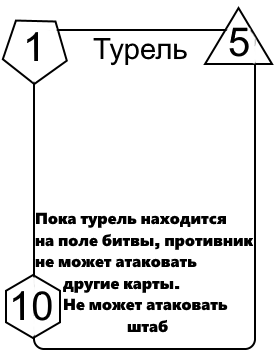 1 Турель 5
Пока турель находится
на поле битвы, противник
не может атаковать
другие карты.
10 Не может атаковать
штаб